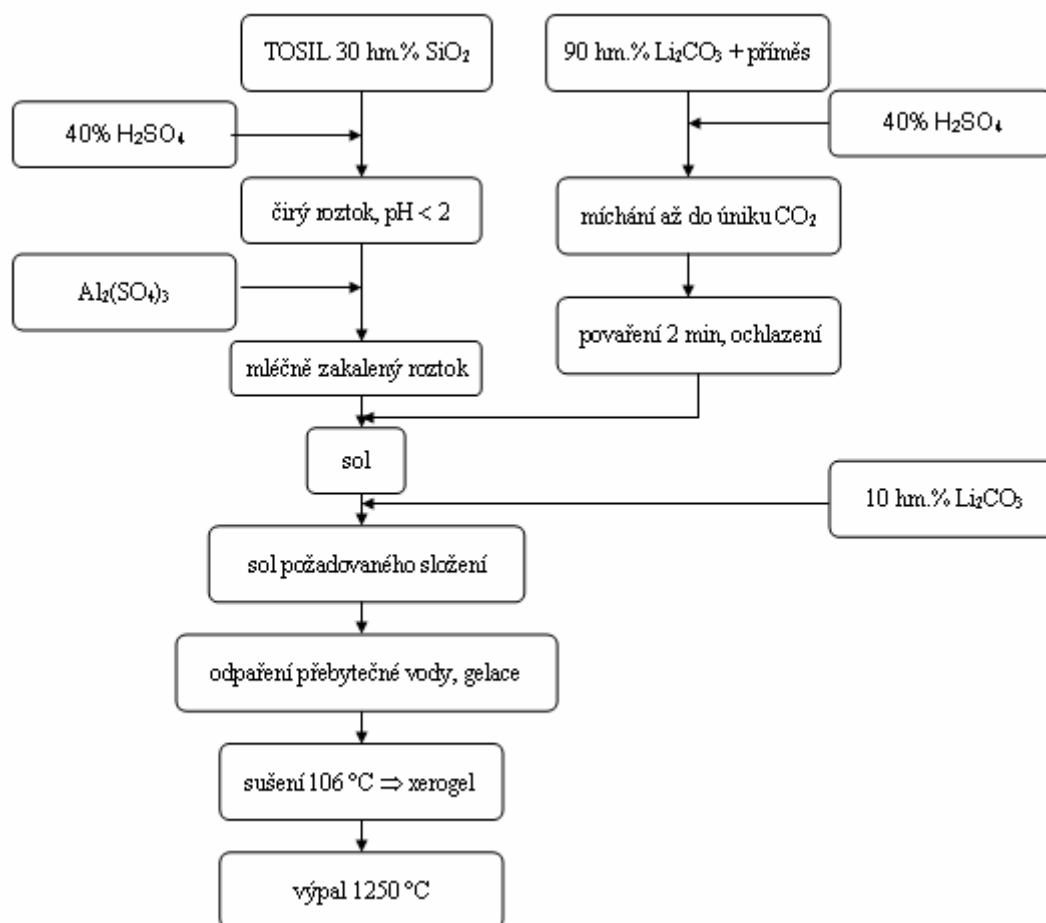 TOSIL 30 hm.% SiO₂
90 hm.% Li₂CO₃ + příměs
40% H₂SO₄
40% H₂SO₄
čirý roztok, pH < 2
míchání až do úniku CO₂
Al₂(SO₄)₃
povaření 2 min, ochlazení
mléčně zakalený roztok
sol
10 hm.% Li₂CO₃
sol požadovaného složení
odpaření přebytečné vody, gelace
sušení 106 °C ⇒ xerogel
výpal 1250 °C